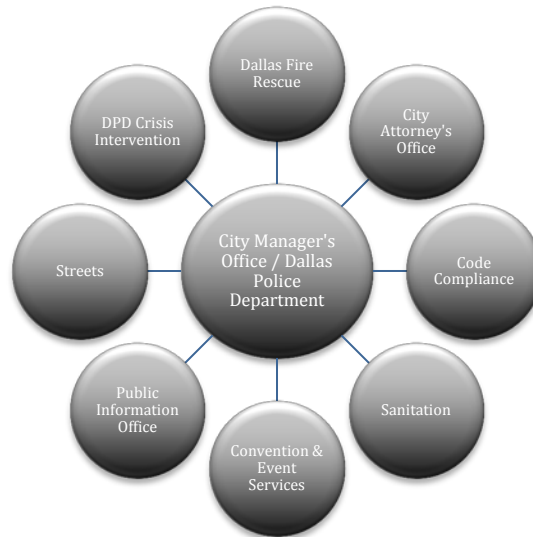 Dallas Fire
Rescue
DPD Crisis
Intervention
City
Attorney's
Office
City Manager's
Office / Dallas
Police
Department
Streets
Code
Compliance
Public
Information
Office
Sanitation
Convention &
Event
Services